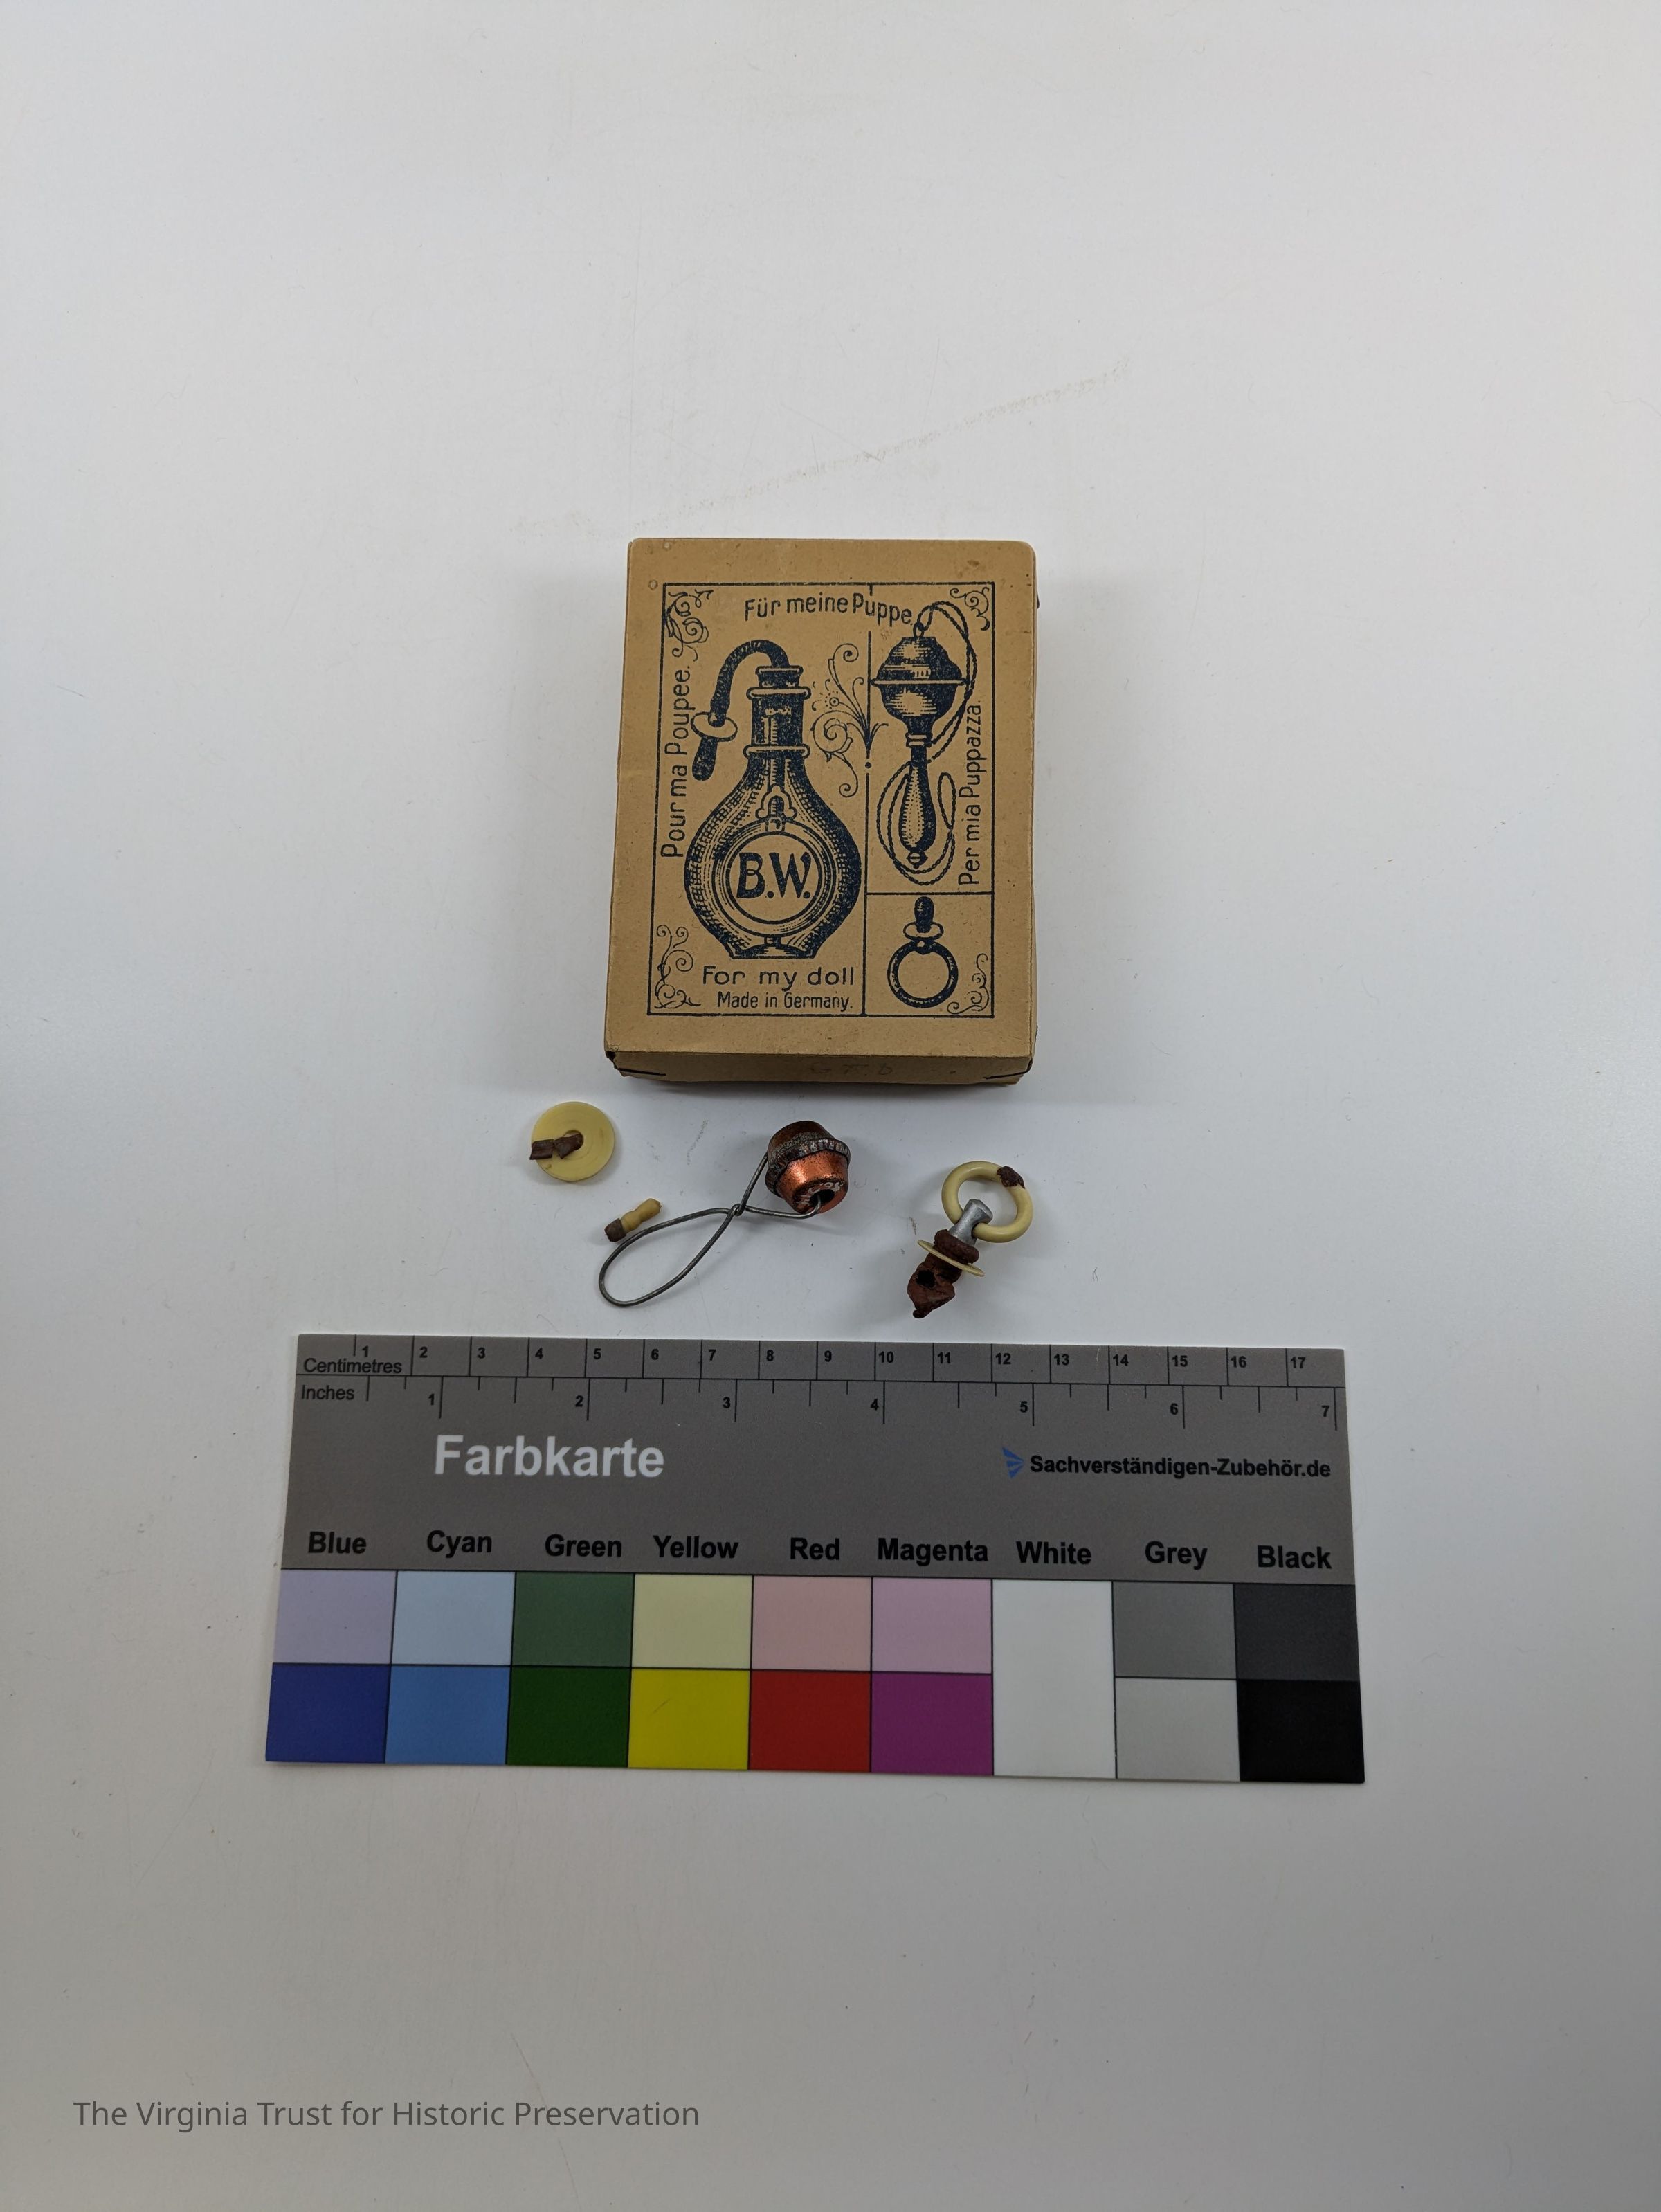 Für meine Puppe.
Pour ma Poupee.
Per mia Puppazza.
B.W.
For my doll
Made in Germany.
1 2 3 4 5 6 7 8 9 10 11 12 13 14 15 16 17
Centimetres
Inches
1 2 3 4 5 6 7
Farbkarte
Sachverständigen-Zubehör.de
Blue Cyan Green Yellow Red Magenta White Grey Black
The Virginia Trust for Historic Preservation